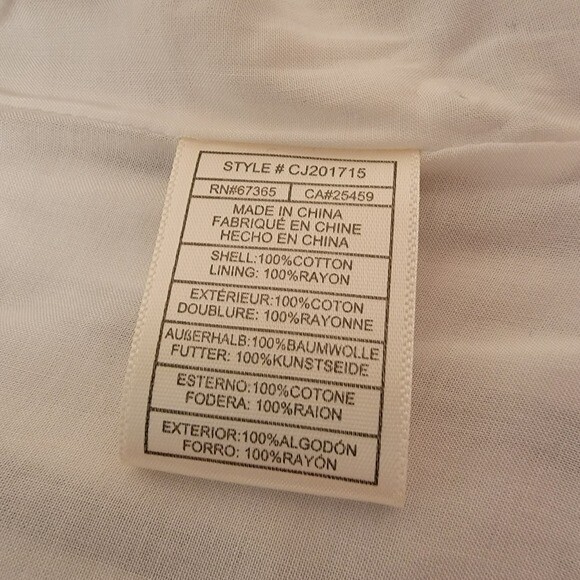 STYLE # CJ201715
RN#67365 CA#25459
MADE IN CHINA
FABRIQUÉ EN CHINE
HECHO EN CHINA
SHELL:100%COTTON
LINING: 100%RAYON
EXTÉRIEUR:100%COTON
DOUBLURE: 100%RAYONNE
AUßERHALB:100%BAUMWOLLE
FUTTER: 100%KUNSTSEIDE
ESTERNO:100%COTONE
FODERA: 100%RAION
EXTERIOR:100%ALGODÓN
FORRO: 100%RAYÓN